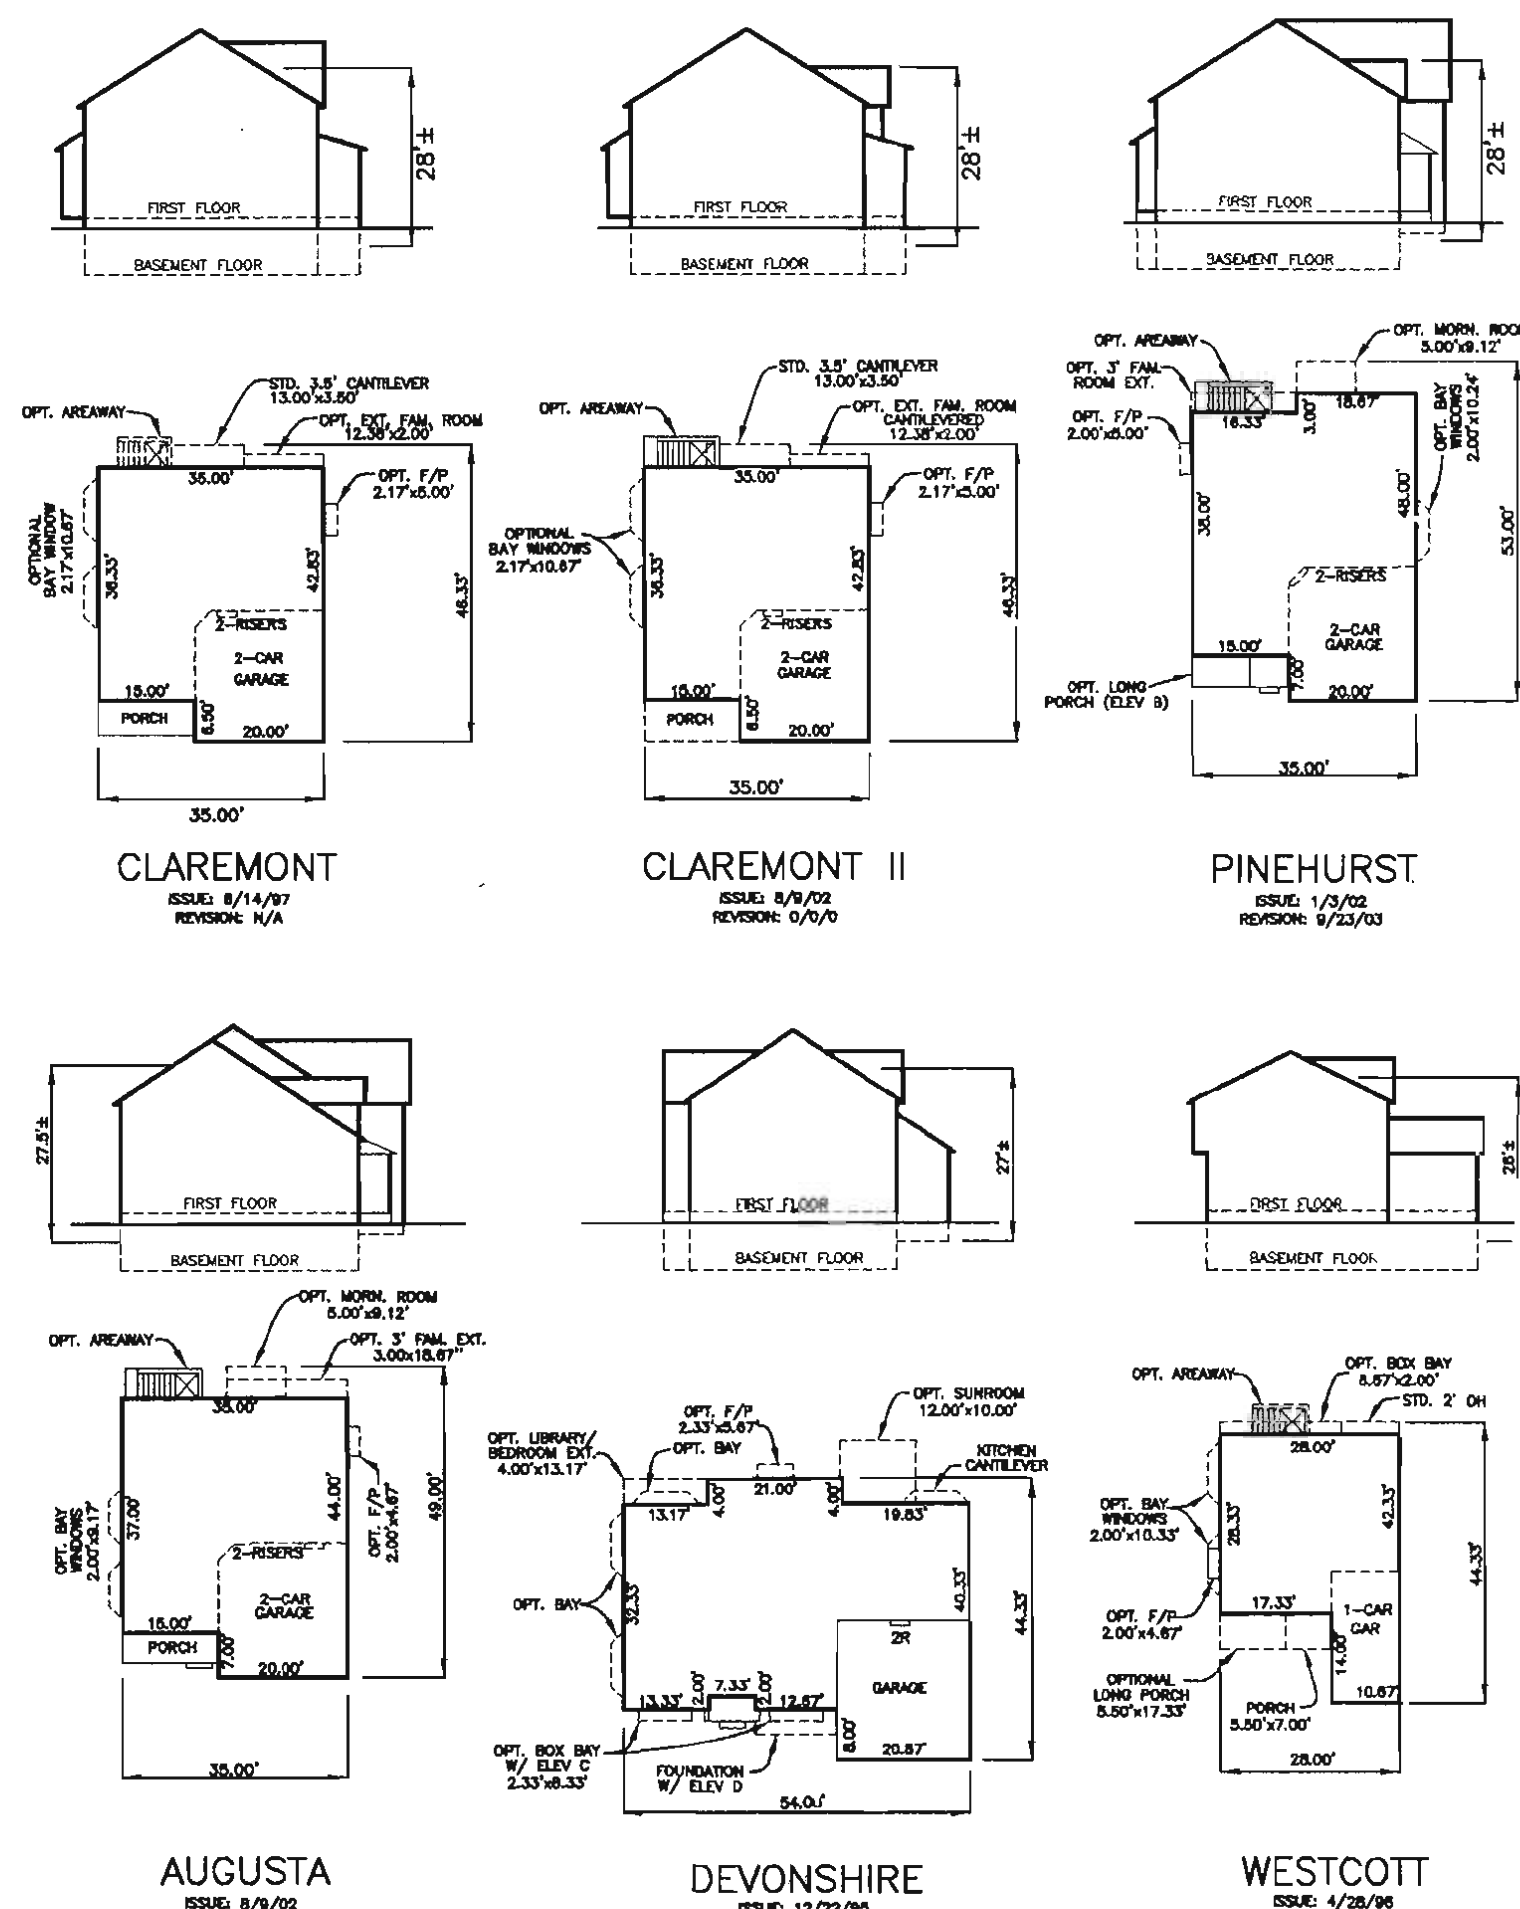 28'±
FIRST FLOOR
BASEMENT FLOOR
28'±
FIRST FLOOR
BASEMENT FLOOR
28'±
FIRST FLOOR
BASEMENT FLOOR
OPT. AREAWAY
STD. 3.5' CANTILEVER
13.00'x3.50'
OPT. EXT. FAM. ROOM
12.38'x2.00'
35.00'
OPT. F/P
2.17'x5.00'
OPTIONAL
BAY WINDOW
2.17'x10.67'
36.33'
42.83'
46.33'
2-RISERS
2-CAR
GARAGE
15.00'
PORCH
6.50'
20.00'
35.00'
CLAREMONT
ISSUE: 8/14/97
REVISION: N/A
OPT. AREAWAY
STD. 3.5' CANTILEVER
13.00'x3.50'
OPT. EXT. FAM. ROOM
CANTILEVERED
12.38'x2.00'
35.00'
OPT. F/P
2.17'x5.00'
OPTIONAL
BAY WINDOWS
2.17'x10.67'
36.33'
42.83'
46.33'
2-RISERS
2-CAR
GARAGE
15.00'
PORCH
6.50'
20.00'
35.00'
CLAREMONT II
ISSUE: 8/9/02
REVISION: 0/0/0
OPT. AREAWAY
OPT. MORN. ROO
5.00'x9.12'
OPT. 3' FAM.
ROOM EXT.
OPT. F/P
2.00'x5.00'
16.33'
3.00'
18.67'
OPT. BAY
WINDOWS
2.00'x10.24'
38.00'
48.00'
53.00'
2-RISERS
2-CAR
GARAGE
15.00'
7.00'
OPT. LONG
PORCH (ELEV B)
20.00'
35.00'
PINEHURST
ISSUE: 1/3/02
REVISION: 9/23/03
27.5'±
FIRST FLOOR
BASEMENT FLOOR
27'±
FIRST FLOOR
BASEMENT FLOOR
FIRST FLOOR
BASEMENT FLOOR
OPT. MORN. ROOM
5.00'x9.12'
OPT. AREAWAY
OPT. 3' FAM. EXT.
3.00x18.67"
35.00'
OPT. BAY
WINDOWS
2.00'x9.17'
37.00'
44.00'
OPT. F/P
2.00'x4.67'
49.00'
2-RISERS
2-CAR
GARAGE
15.00'
PORCH
7.00'
20.00'
35.00'
AUGUSTA
ISSUE: 8/9/02
OPT. SUNROOM
12.00'x10.00'
OPT. F/P
2.33'x5.67'
OPT. LIBRARY/
BEDROOM EXT.
4.00'x13.17'
OPT. BAY
KITCHEN
CANTILEVER
13.17'
4.00'
21.00'
4.00'
19.83'
OPT. BAY
32.33'
40.33'
44.33'
2R
GARAGE
13.33'
2.00'
7.33'
2.00'
12.67'
8.00'
20.67'
OPT. BOX BAY
W/ ELEV C
2.33'x8.33'
FOUNDATION
W/ ELEV D
54.00'
DEVONSHIRE
OPT. AREAWAY
OPT. BOX BAY
8.67'x2.00'
STD. 2' OH
28.00'
OPT. BAY
WINDOWS
2.00'x10.33'
28.33'
42.33'
44.33'
OPT. F/P
2.00'x4.67'
17.33'
1-CAR
GAR
14.00'
OPTIONAL
LONG PORCH
5.50'x17.33'
PORCH
5.50'x7.00'
10.67'
28.00'
WESTCOTT